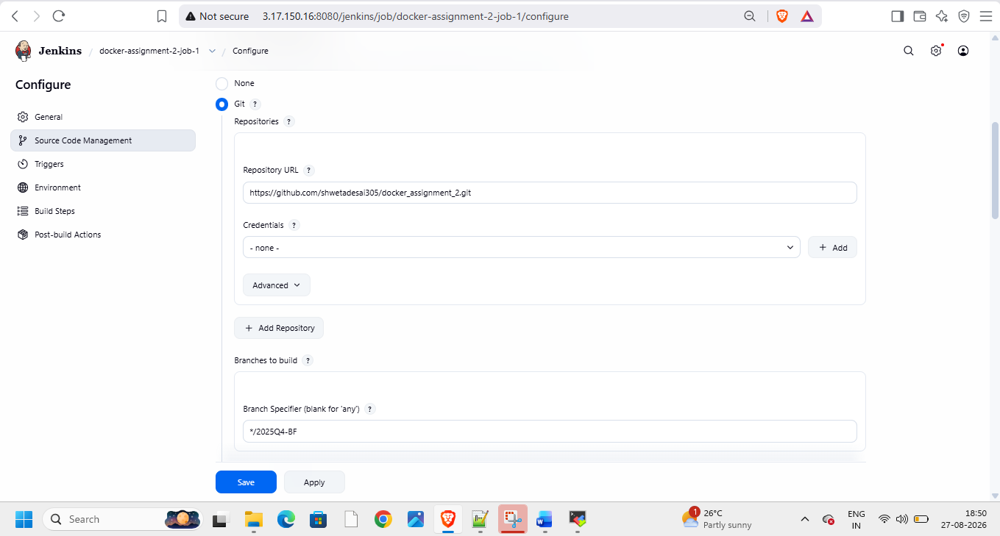 Not secure 3.17.150.16:8080/jenkins/job/docker-assignment-2-job-1/configure
Jenkins / docker-assignment-2-job-1 / Configure
Configure
General
Source Code Management
Triggers
Environment
Build Steps
Post-build Actions
None
Git ?
Repositories ?
Repository URL ?
https://github.com/shwetadesai305/docker_assignment_2.git
Credentials ?
- none -
+ Add
Advanced
+ Add Repository
Branches to build ?
Branch Specifier (blank for 'any') ?
*/2025Q4-BF
Save
Apply
Search
1
26°C
Partly sunny
ENG
IN
18:50
27-08-2026